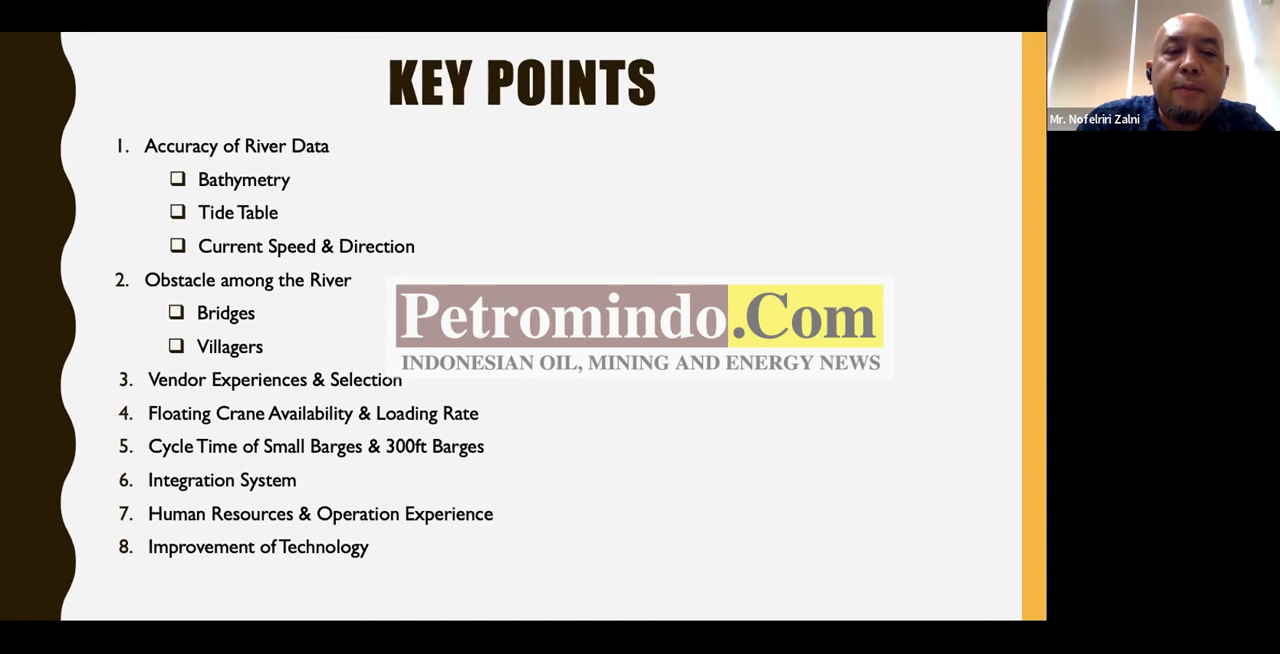 KEY POINTS
1. Accuracy of River Data
❑ Bathymetry
❑ Tide Table
❑ Current Speed & Direction
2. Obstacle among the River
❑ Bridges
❑ Villagers
3. Vendor Experiences & Selection
4. Floating Crane Availability & Loading Rate
5. Cycle Time of Small Barges & 300ft Barges
6. Integration System
7. Human Resources & Operation Experience
8. Improvement of Technology
Petromindo.Com
INDONESIAN OIL, MINING AND ENERGY NEWS
Mr. Nofelriri Zalni